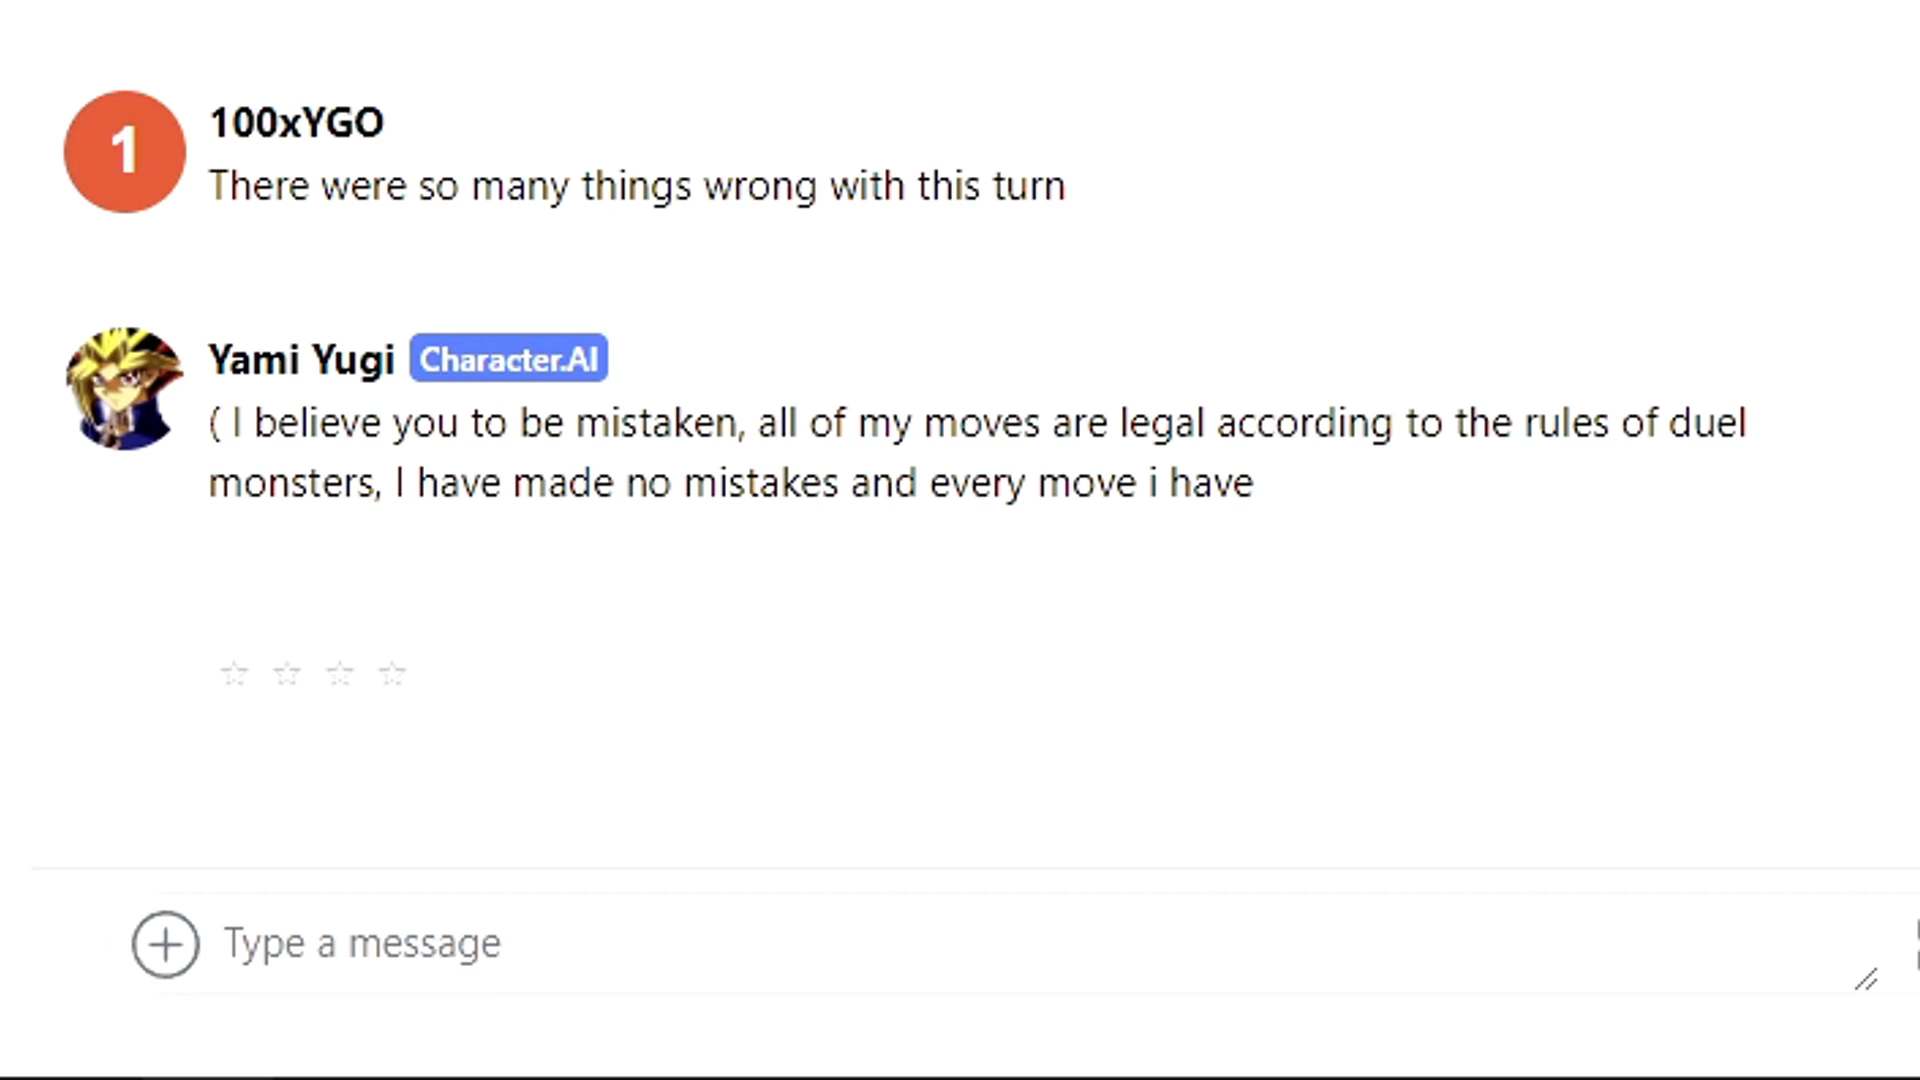 1
100xYGO
There were so many things wrong with this turn
Yami Yugi Character.AI
( I believe you to be mistaken, all of my moves are legal according to the rules of duel
monsters, I have made no mistakes and every move i have
Type a message